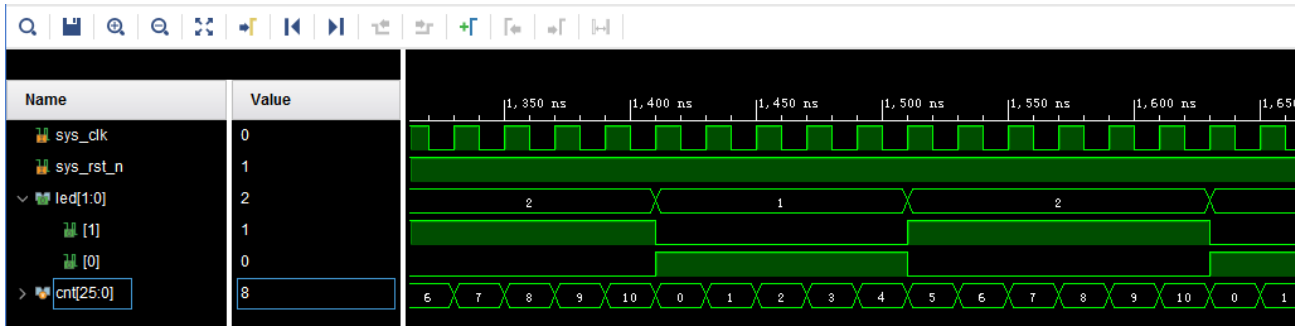 Name Value
1,350 ns 1,400 ns 1,450 ns 1,500 ns 1,550 ns 1,600 ns 1,650
sys_clk 0
sys_rst_n 1
led[1:0] 2 2 1 2
[1] 1
[0] 0
cnt[25:0] 8 6 7 8 9 10 0 1 2 3 4 5 6 7 8 9 10 0 1